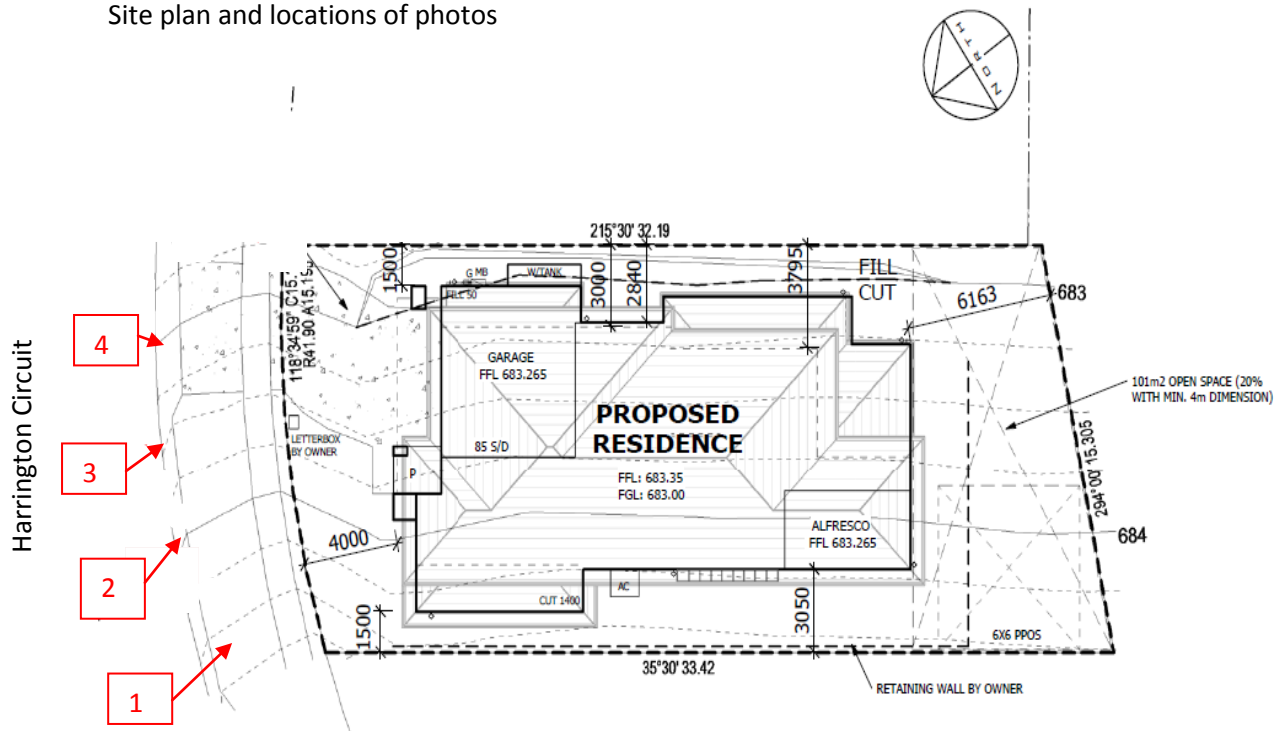 Site plan and locations of photos
NORTH
215°30' 32.19
1500
G MB
W/TANK
FILL 50
3000
2840
3795
FILL
CUT
6163
683
118°34'59" C15.
R41.90 A15.19
4
Harrington Circuit
GARAGE
FFL 683.265
101m2 OPEN SPACE (20%
WITH MIN. 4m DIMENSION)
PROPOSED
RESIDENCE
LETTERBOX
BY OWNER
85 S/D
3
P
FFL: 683.35
FGL: 683.00
294°00' 15.305
ALFRESCO
FFL 683.265
684
4000
2
AC
CUT 1400
1500
3050
6X6 PPOS
1
35°30' 33.42
RETAINING WALL BY OWNER